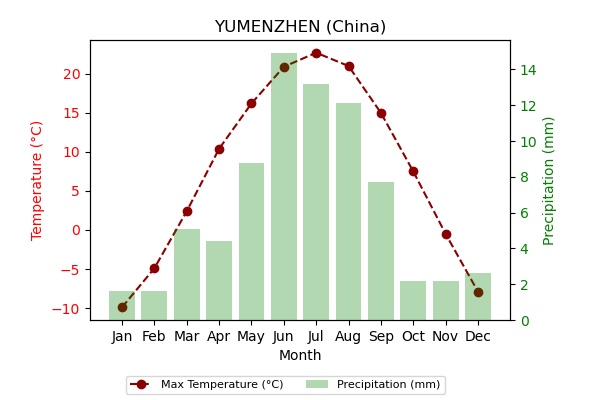 YUMENZHEN (China)
Temperature (°C)
20
15
10
5
0
−5
−10
14
12
10
8
6
4
2
0
Precipitation (mm)
Jan Feb Mar Apr May Jun Jul Aug Sep Oct Nov Dec
Month
Max Temperature (°C) Precipitation (mm)